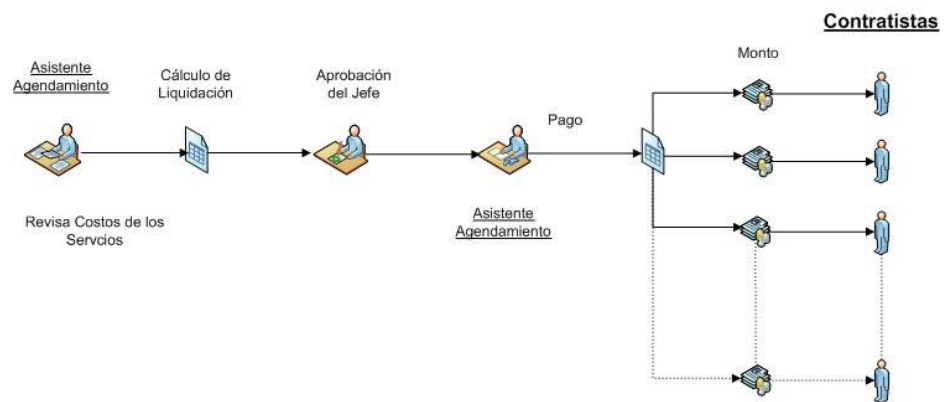 Contratistas
Asistente
Agendamiento
Cálculo de
Liquidación
Aprobación
del Jefe
Monto
Pago
Revisa Costos de los
Servcios
Asistente
Agendamiento